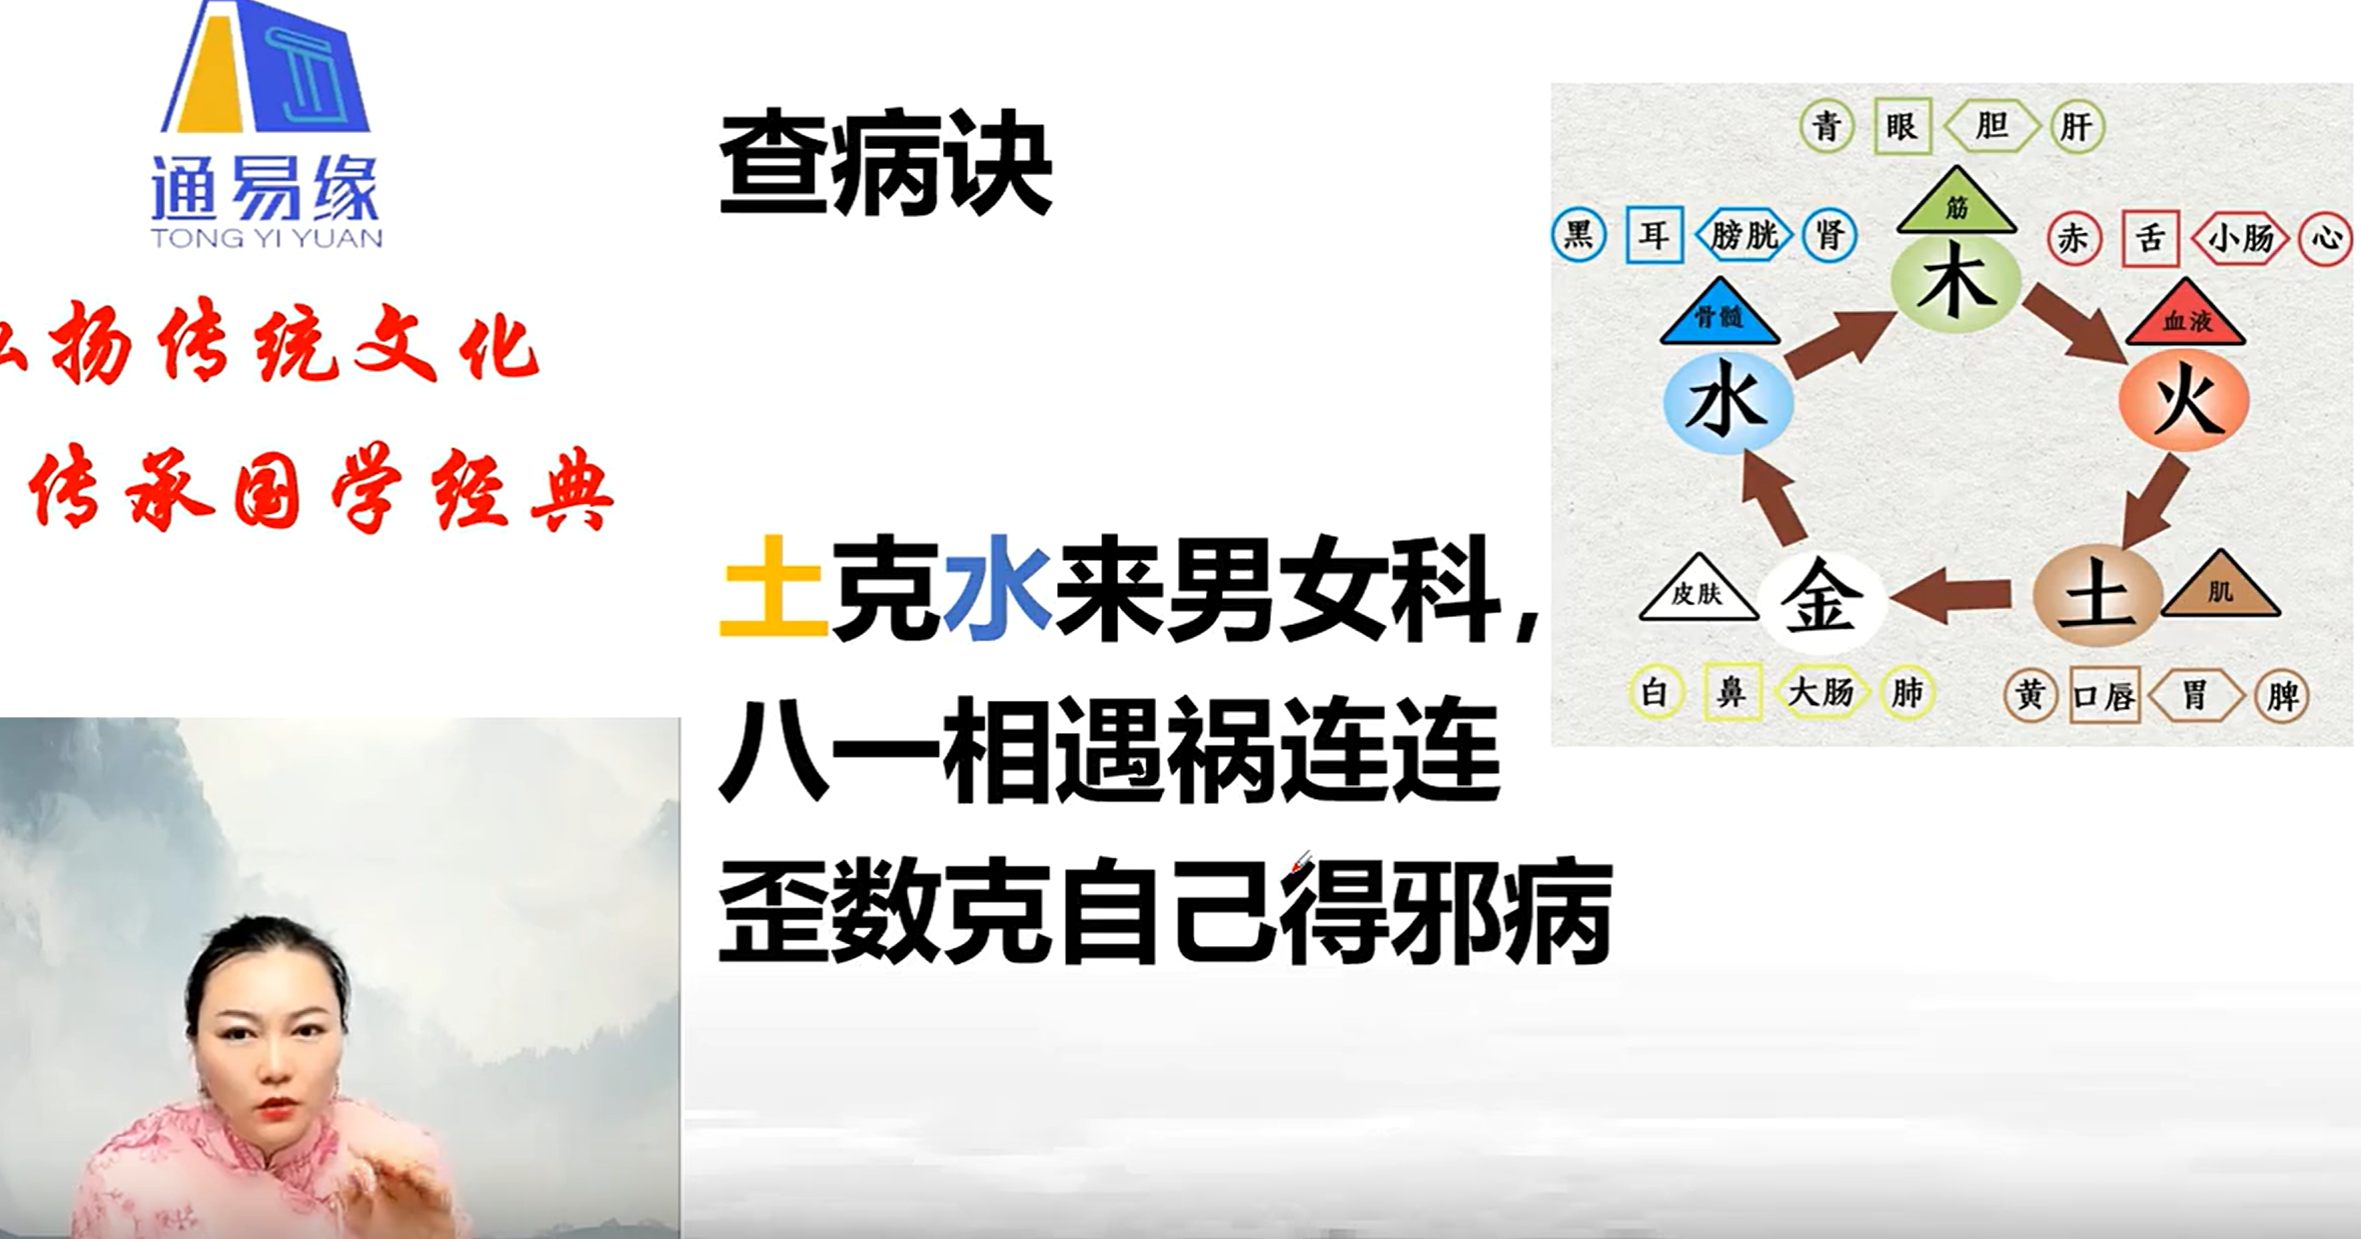 通易缘
TONG YI YUAN
扬传统文化
传承国学经典
查病诀
土克水来男女科，
八一相遇祸连连
歪数克自己得邪病
青 眼 胆 肝
筋
木
黑 耳 膀胱 肾
骨髓
水
赤 舌 小肠 心
血液
火
皮肤
金
土
肌
白 鼻 大肠 肺
黄 口唇 胃 脾